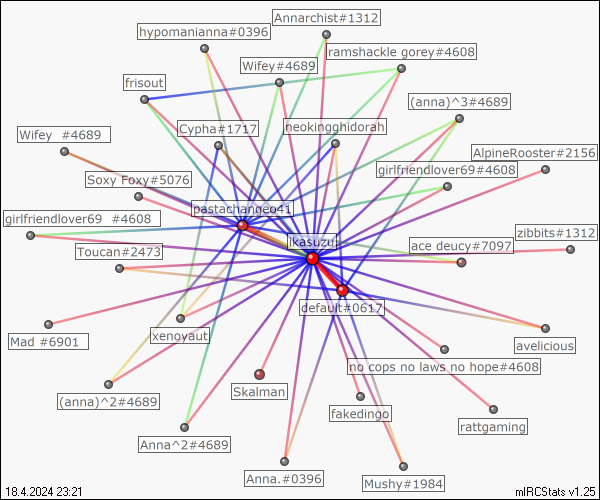 Annarchist#1312
hypomanianna#0396
ramshackle gorey#4608
Wifey#4689
frisout
(anna)^3#4689
Cypha#1717
neokingghidorah
Wifey #4689
AlpineRooster#2156
girlfriendlover69#4608
Soxy Foxy#5076
pastachangeo41
girlfriendlover69 #4608
zibbits#1312
ikasuzu
ace deucy#7097
Toucan#2473
default#0617
xenoyaut
Mad #6901
avelicious
no cops no laws no hope#4608
Skalman
(anna)^2#4689
fakedingo
rattgaming
Anna^2#4689
Anna.#0396
Mushy#1984
18.4.2024 23:21
mIRCStats v1.25